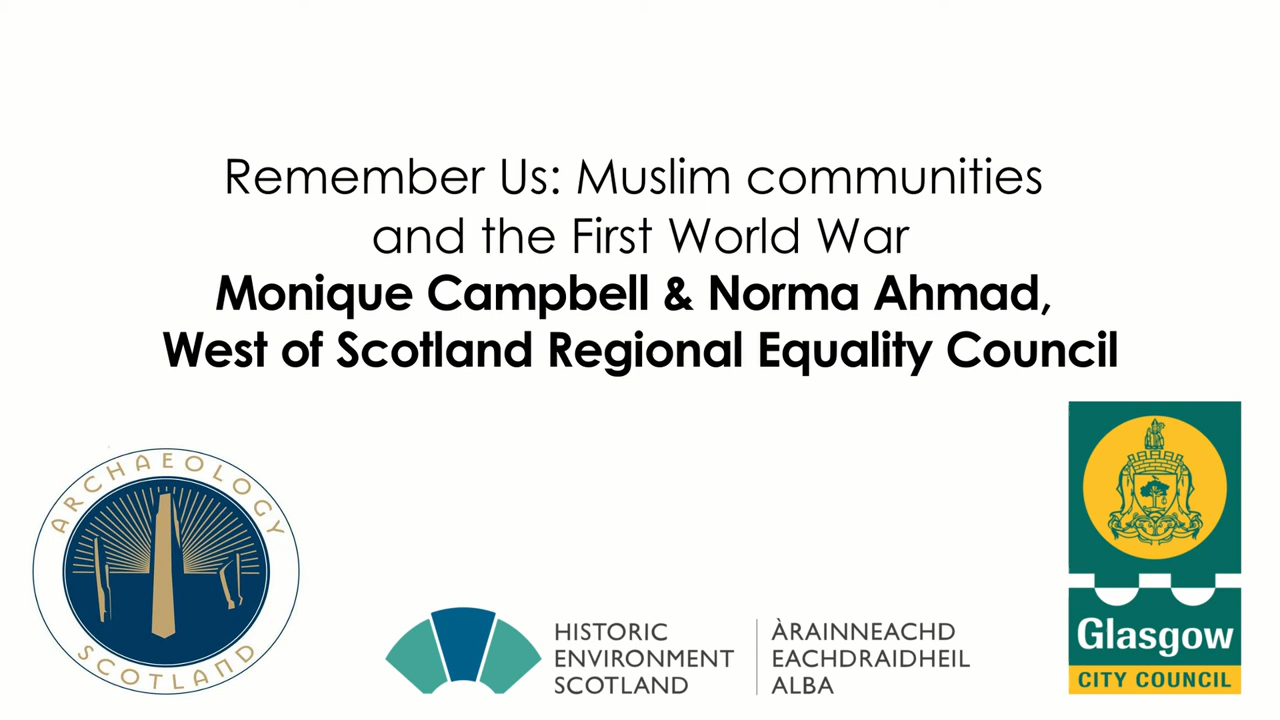 Remember Us: Muslim communities
and the First World War
Monique Campbell & Norma Ahmad,
West of Scotland Regional Equality Council
ARCHAEOLOGY
SCOTLAND
HISTORIC
ENVIRONMENT
SCOTLAND
ÀRAINNEACHD
EACHDRAIDHEIL
ALBA
Glasgow
CITY COUNCIL